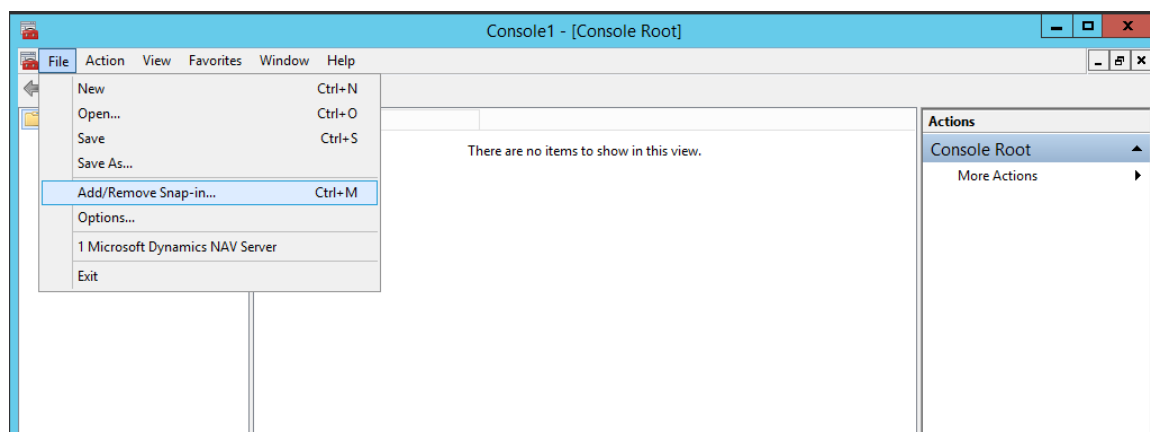 Console1 - [Console Root]
File Action View Favorites Window Help
New Ctrl+N
Open... Ctrl+O
Save Ctrl+S
Save As...
Add/Remove Snap-in... Ctrl+M
Options...
1 Microsoft Dynamics NAV Server
Exit
There are no items to show in this view.
Actions
Console Root
More Actions